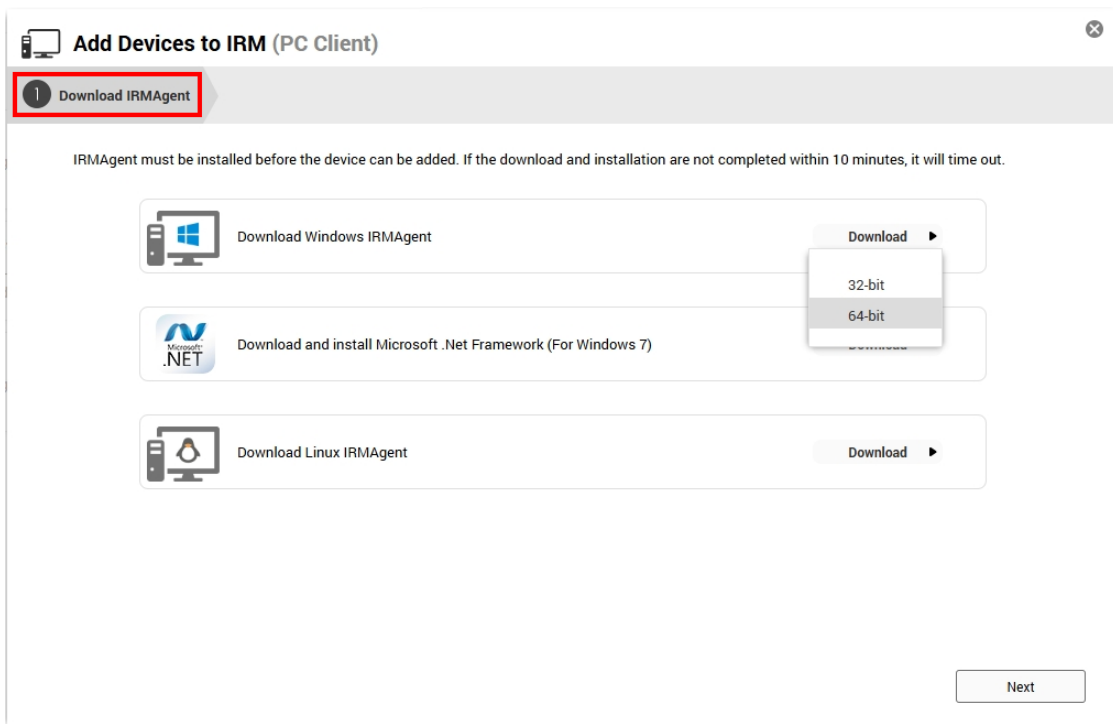 Add Devices to IRM (PC Client)
1 Download IRMAgent
IRMAgent must be installed before the device can be added. If the download and installation are not completed within 10 minutes, it will time out.
Download Windows IRMAgent
Download
32-bit
64-bit
Microsoft
.NET
Download and install Microsoft .Net Framework (For Windows 7)
Download Linux IRMAgent
Download
Next